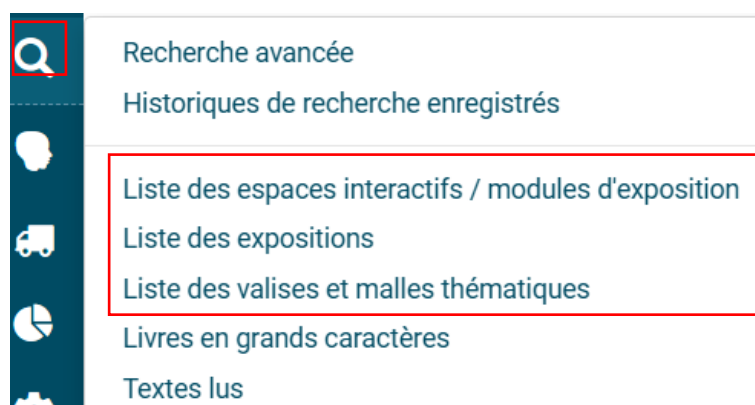 Recherche avancée
Historiques de recherche enregistrés
Liste des espaces interactifs / modules d'exposition
Liste des expositions
Liste des valises et malles thématiques
Livres en grands caractères
Textes lus